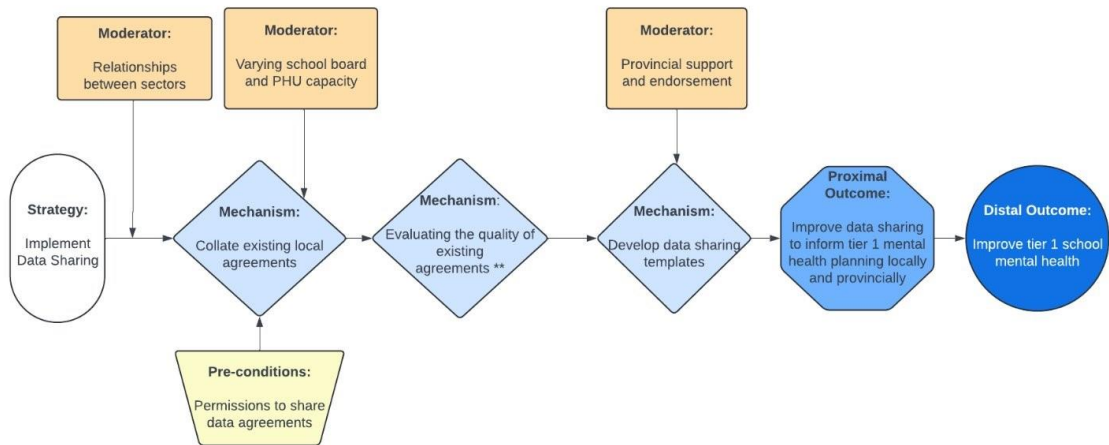 Moderator:
Relationships
between sectors
Moderator:
Varying school board
and PHU capacity
Moderator:
Provincial support
and endorsement
Strategy:
Implement
Data Sharing
Mechanism:
Collate existing local
agreements
Mechanism:
Evaluating the quality of
existing
agreements **
Mechanism:
Develop data sharing
templates
Proximal
Outcome:
Improve data sharing
to inform tier 1 mental
health planning locally
and provincially
Distal Outcome:
Improve tier 1 school
mental health
Pre-conditions:
Permissions to share
data agreements